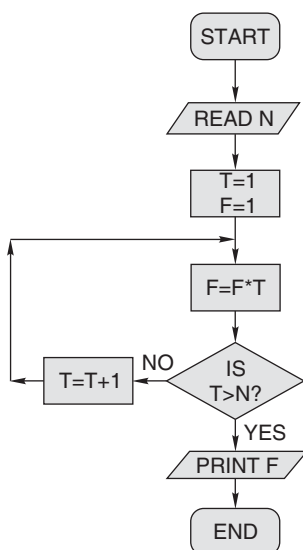 START
READ N
T=1
F=1
F=F*T
IS
T>N?
NO
T=T+1
YES
PRINT F
END